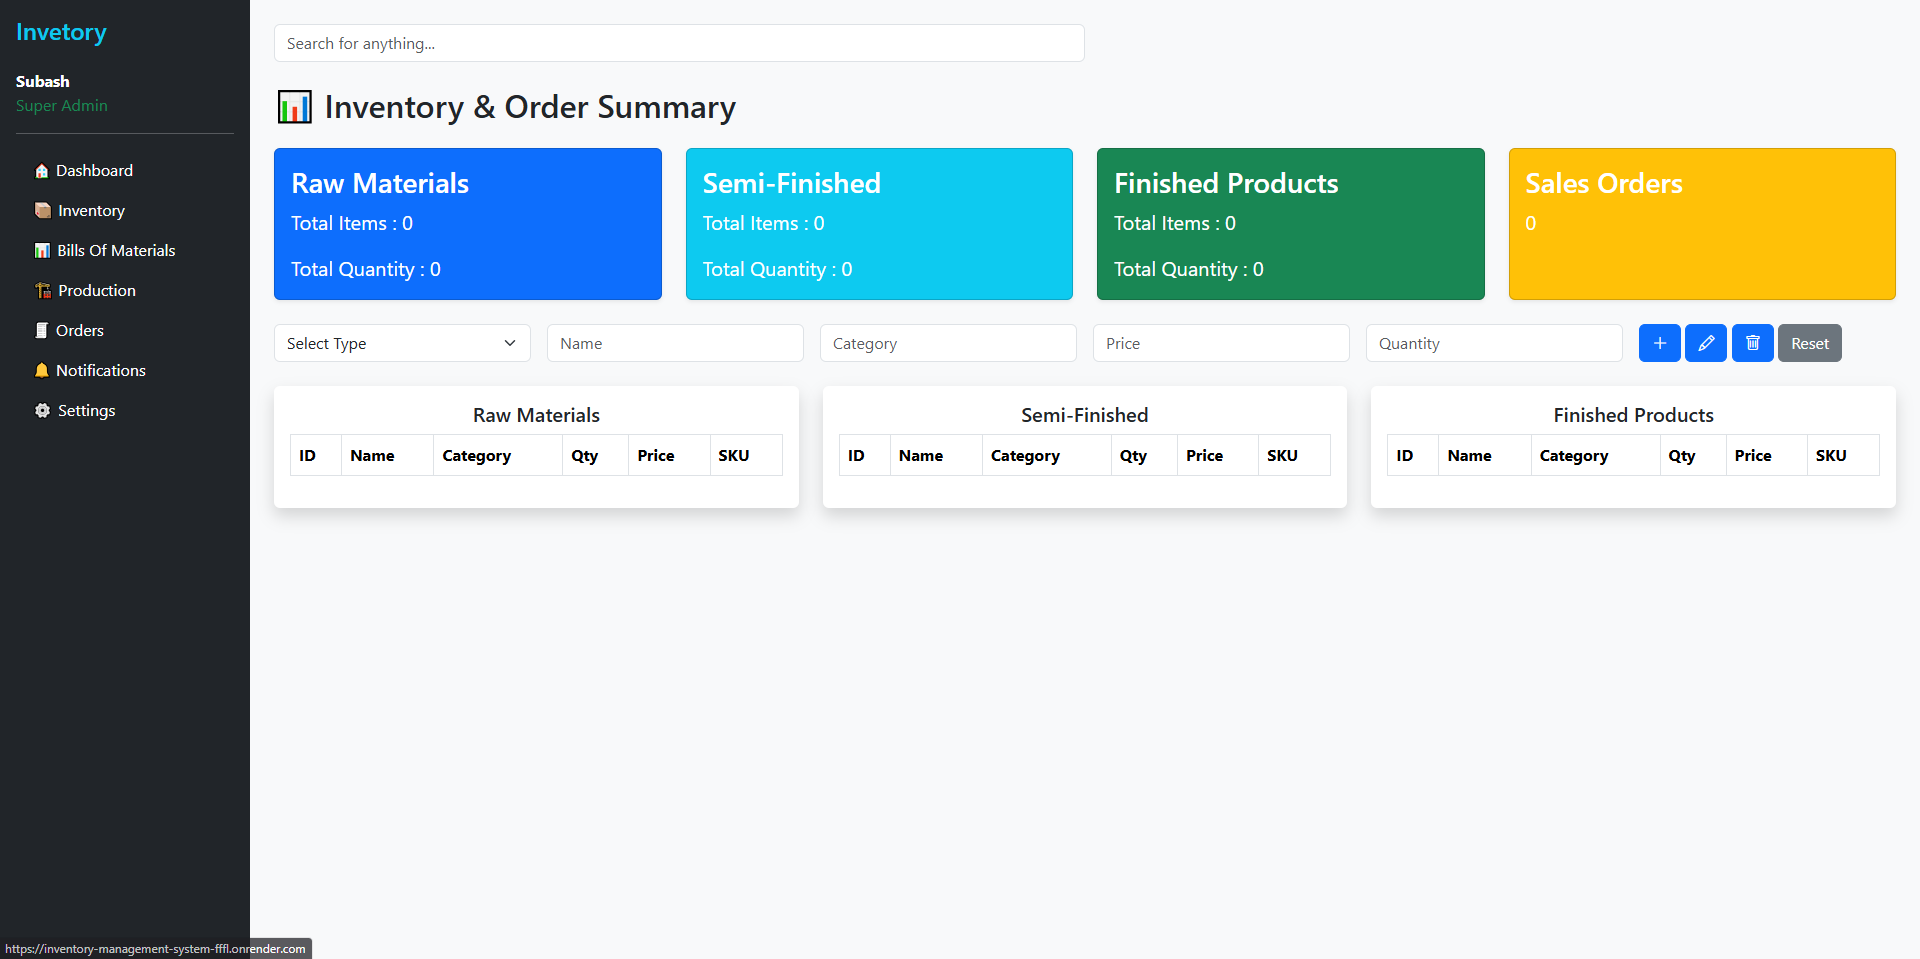 Invetory
Subash
Super Admin
Dashboard
Inventory
Bills Of Materials
Production
Orders
Notifications
Settings
Search for anything...
Inventory & Order Summary
Raw Materials
Total Items : 0
Total Quantity : 0
Semi-Finished
Total Items : 0
Total Quantity : 0
Finished Products
Total Items : 0
Total Quantity : 0
Sales Orders
0
Select Type Name Category Price Quantity Reset
Raw Materials
ID Name Category Qty Price SKU
Semi-Finished
ID Name Category Qty Price SKU
Finished Products
ID Name Category Qty Price SKU
https://inventory-management-system-fffl.onrender.com